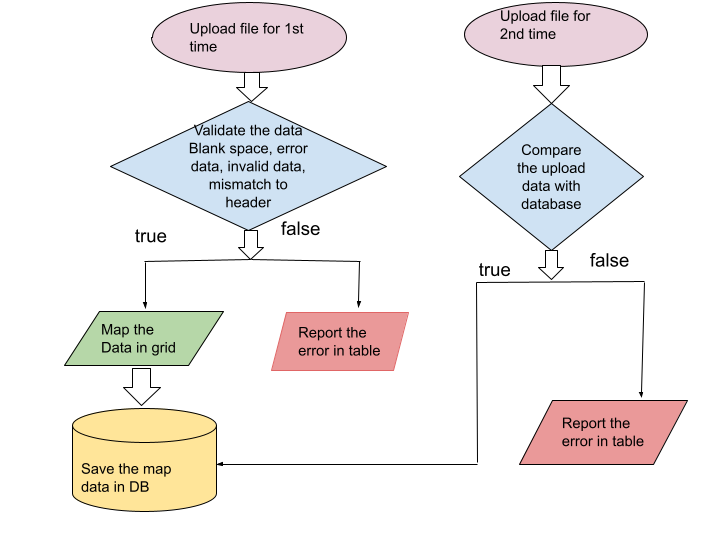 Upload file for 1st
time
Upload file for
2nd time
Validate the data
Blank space, error
data, invalid data,
mismatch to
header
Compare
the upload
data with
database
true
false
true
false
Map the
Data in grid
Report the
error in table
Report the
error in table
Save the map
data in DB